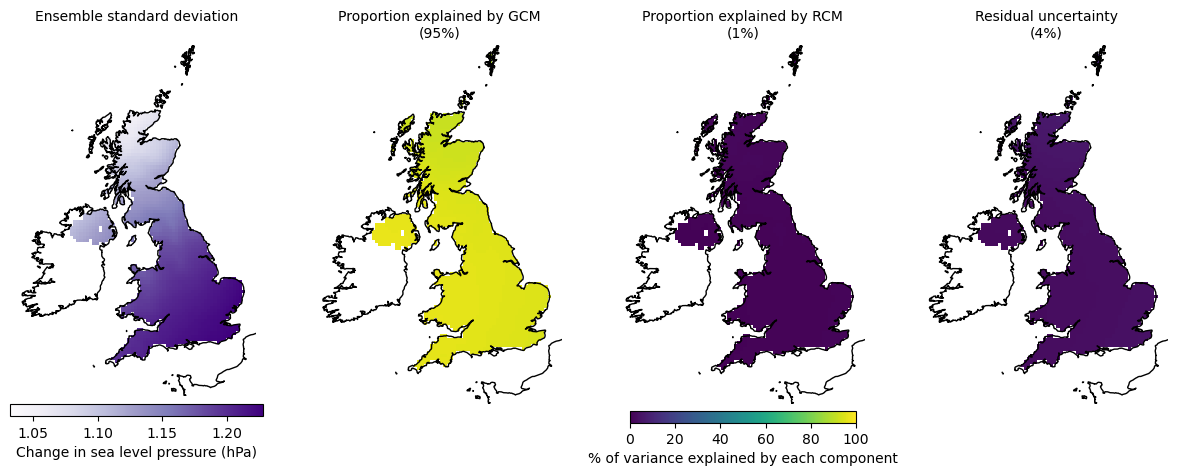 Ensemble standard deviation
Proportion explained by GCM
(95%)
Proportion explained by RCM
(1%)
Residual uncertainty
(4%)
1.05 1.10 1.15 1.20
Change in sea level pressure (hPa)
0 20 40 60 80 100
% of variance explained by each component